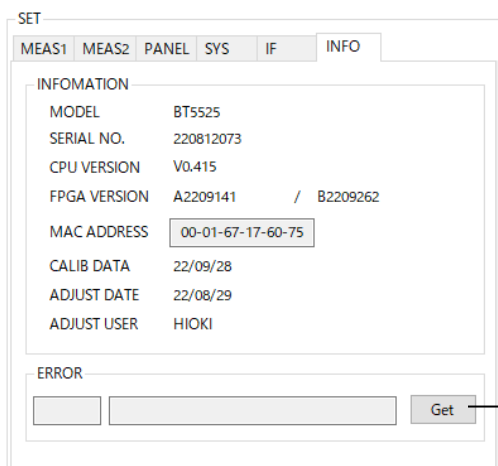 SET
MEAS1 MEAS2 PANEL SYS IF INFO
INFOMATION
MODEL BT5525
SERIAL NO. 220812073
CPU VERSION V0.415
FPGA VERSION A2209141 / B2209262
MAC ADDRESS 00-01-67-17-60-75
CALIB DATA 22/09/28
ADJUST DATE 22/08/29
ADJUST USER HIOKI
ERROR
Get